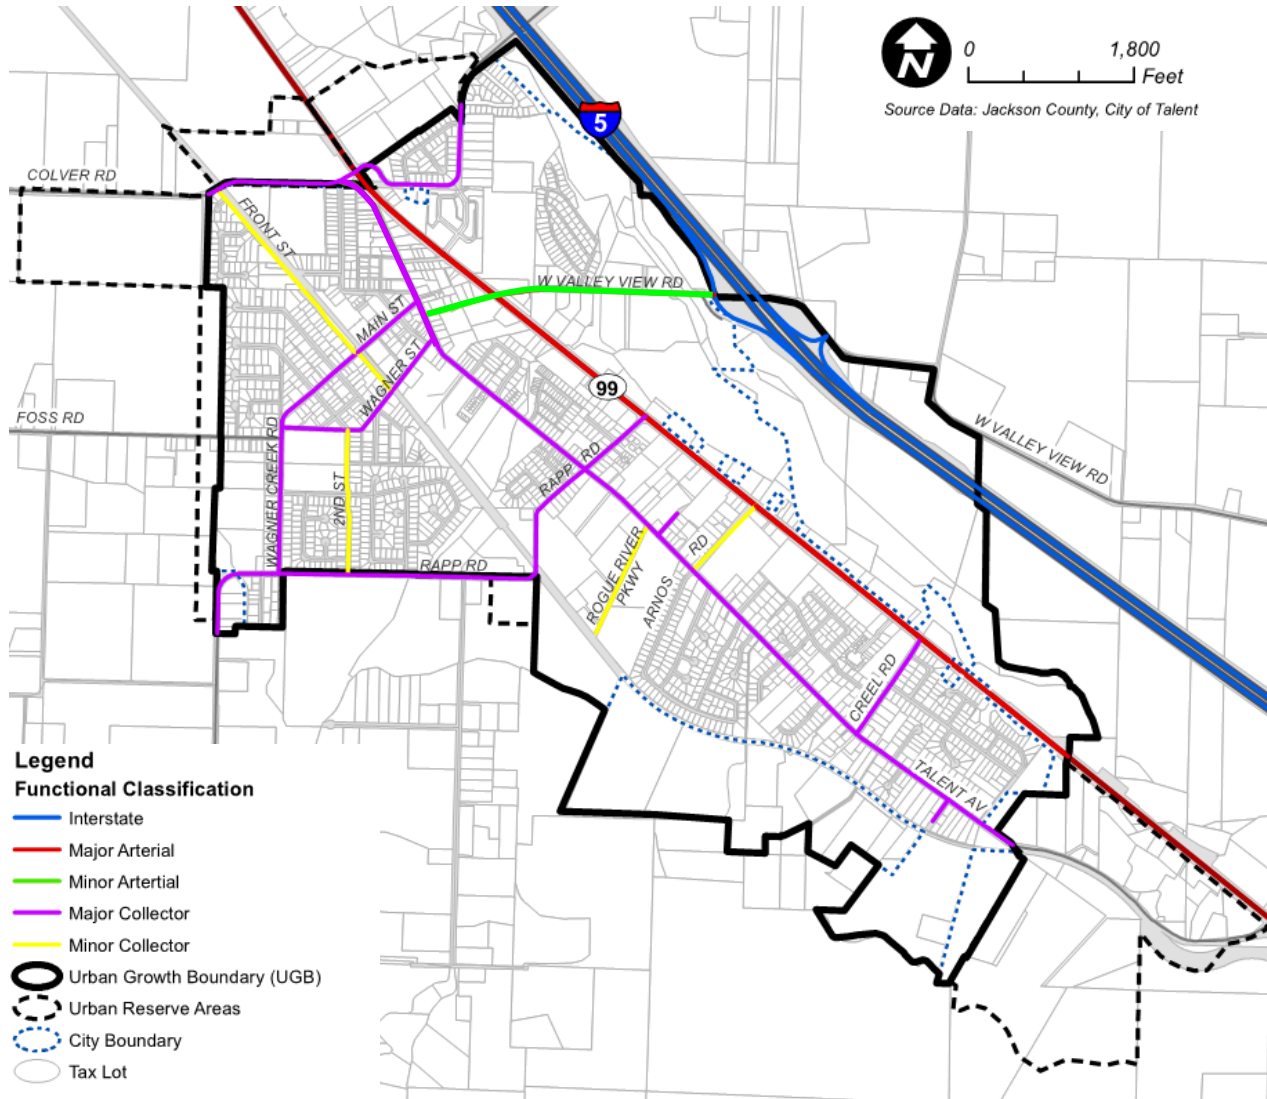 N
0 1,800
Feet
Source Data: Jackson County, City of Talent
5
COLVER RD
FRONT ST
W VALLEY VIEW RD
MAIN ST
WAGNER ST
99
FOSS RD
WAGNER CREEK RD
2ND ST
RAPP RD
W VALLEY VIEW RD
RAPP RD
ROGUE RIVER
PKWY
ARNOS RD
CREEL RD
TALENT AV
Legend
Functional Classification
Interstate
Major Arterial
Minor Artertial
Major Collector
Minor Collector
Urban Growth Boundary (UGB)
Urban Reserve Areas
City Boundary
Tax Lot